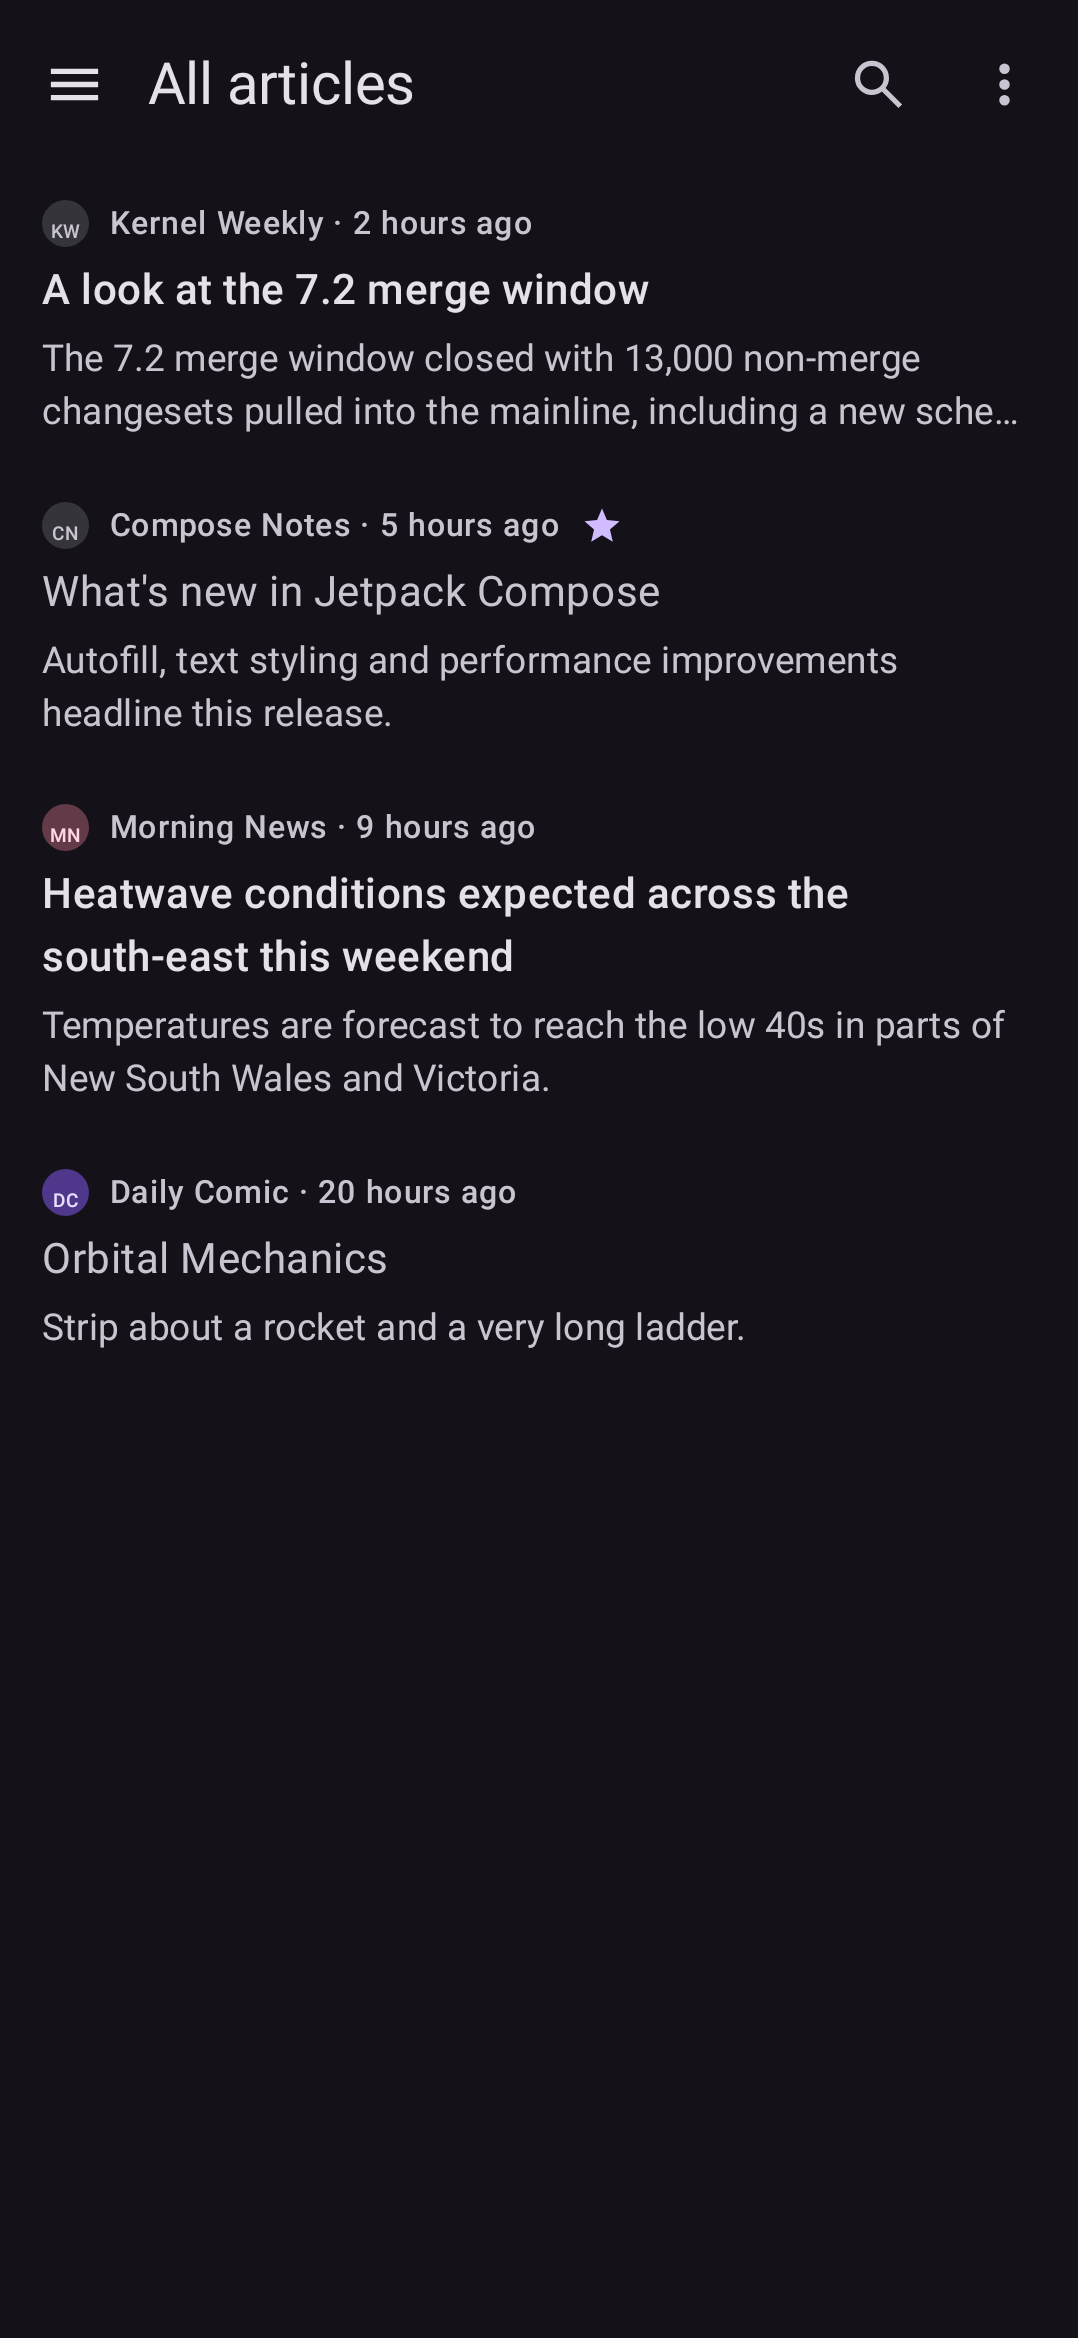 All articles
KW Kernel Weekly · 2 hours ago
A look at the 7.2 merge window
The 7.2 merge window closed with 13,000 non-merge
changesets pulled into the mainline, including a new sche…
CN Compose Notes · 5 hours ago
What's new in Jetpack Compose
Autofill, text styling and performance improvements
headline this release.
MN Morning News · 9 hours ago
Heatwave conditions expected across the
south-east this weekend
Temperatures are forecast to reach the low 40s in parts of
New South Wales and Victoria.
DC Daily Comic · 20 hours ago
Orbital Mechanics
Strip about a rocket and a very long ladder.